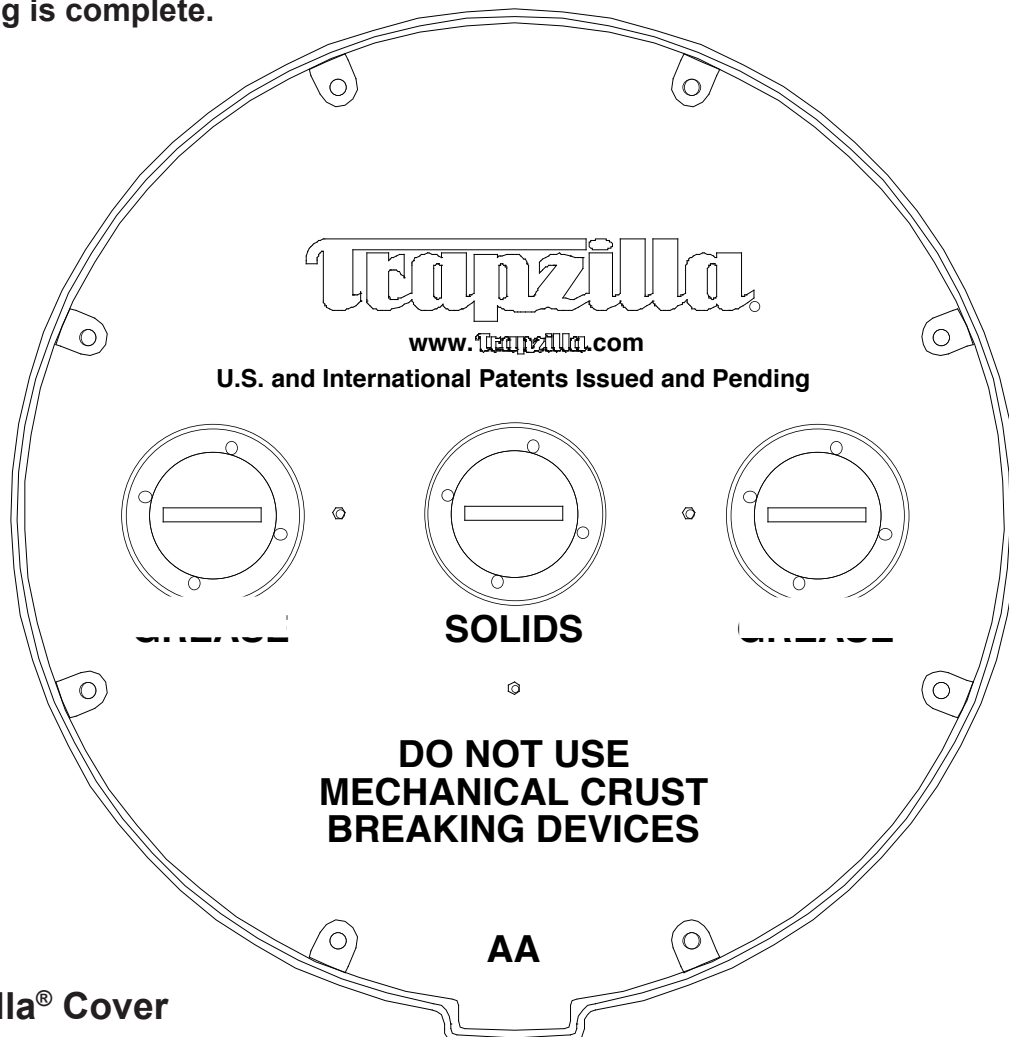 g is complete.
Trapzilla
www.Trapzilla.com
U.S. and International Patents Issued and Pending
SOLIDS
DO NOT USE
MECHANICAL CRUST
BREAKING DEVICES
AA
lla® Cover